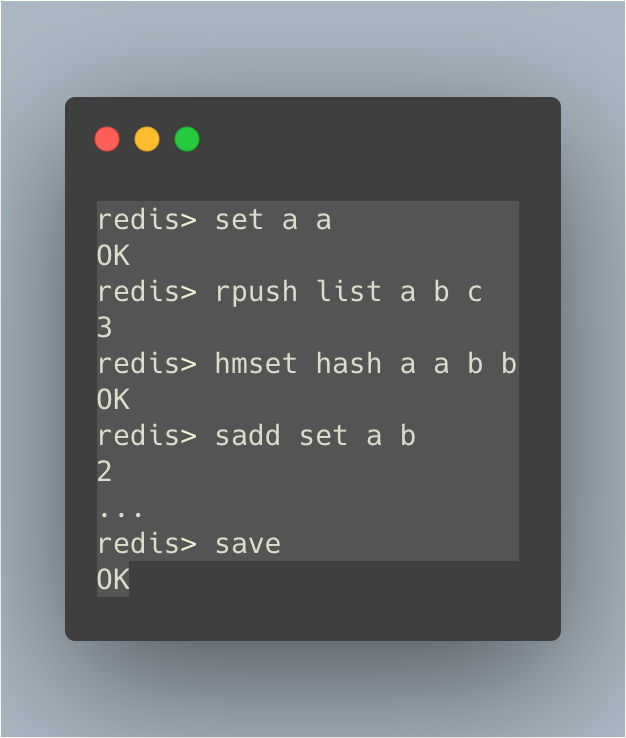 redis> set a a
OK
redis> rpush list a b c
3
redis> hmset hash a a b b
OK
redis> sadd set a b
2
...
redis> save
OK